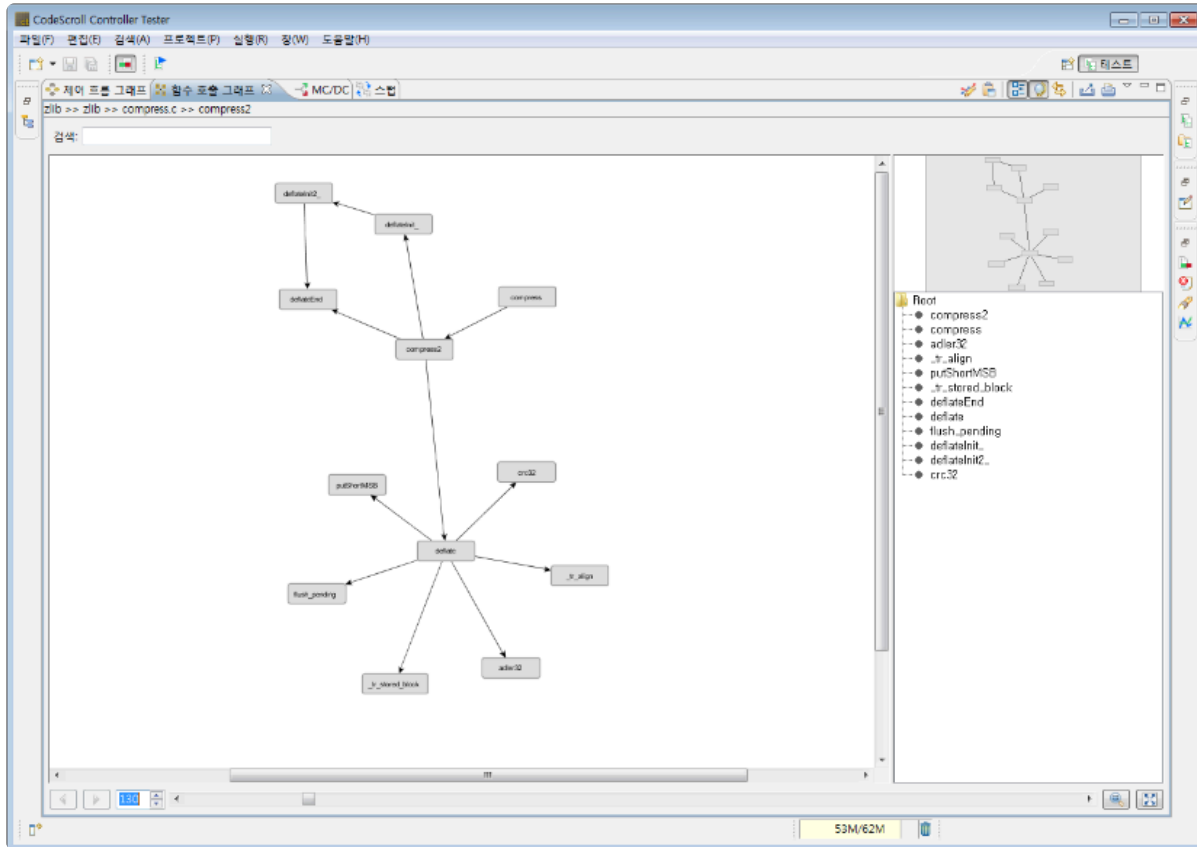 CodeScroll Controller Tester
파일(F) 편집(E) 검색(A) 프로젝트(P) 실행(R) 창(W) 도움말(H)
테스트
제어 흐름 그래프 함수 호출 그래프 MC/DC 스텁
zlib >> zlib >> compress.c >> compress2
검색:
deflateInit2_
deflateInit_
deflateEnd
compress
compress2
crc32
putShortMSB
deflate
_tr_align
flush_pending
adler32
_tr_stored_block
Root
compress2
compress
adler32
_tr_align
putShortMSB
_tr_stored_block
deflateEnd
deflate
flush_pending
deflateInit_
deflateInit2_
crc32
130
53M/62M